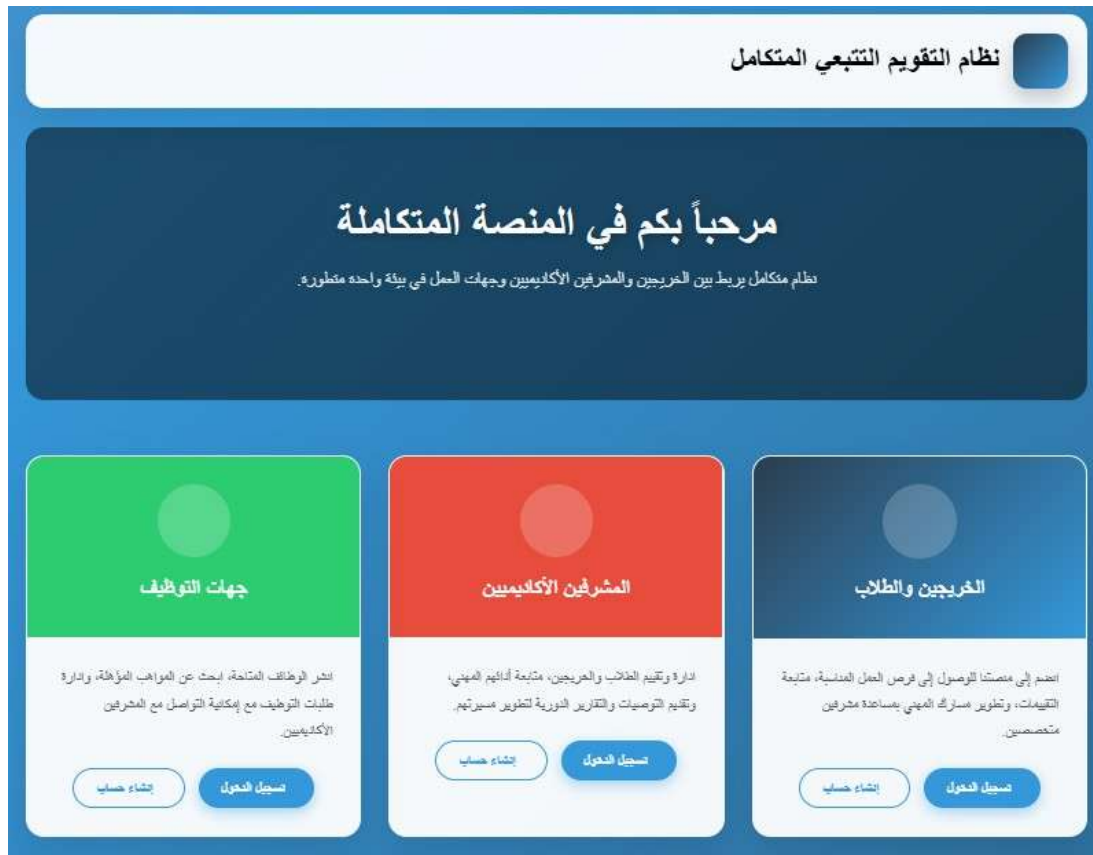 نظام التقويم التتبعي المتكامل
مرحباً بكم في المنصة المتكاملة
نظام متكامل يربط بين الخريجين والمشرفين الأكاديميين وجهات العمل في بيئة واحدة متطورة.
الخريجين والطلاب
انضم إلى منصتنا للوصول إلى فرص العمل المناسبة، متابعة
التقييمات، وتطوير مسارك المهني بمساعدة مشرفين
متخصصين.
تسجيل الدخول
إنشاء حساب
المشرفين الأكاديميين
ادارة وتقييم الطلاب والخريجين، متابعة أدائهم المهني،
وتقديم التوصيات والتقارير الدورية لتطوير مسيرتهم.
تسجيل الدخول
إنشاء حساب
جهات التوظيف
انشر الوظائف المتاحة، ابحث عن المواهب المؤهلة، وادارة
طلبات التوظيف مع إمكانية التواصل مع المشرفين
الأكاديميين.
تسجيل الدخول
إنشاء حساب